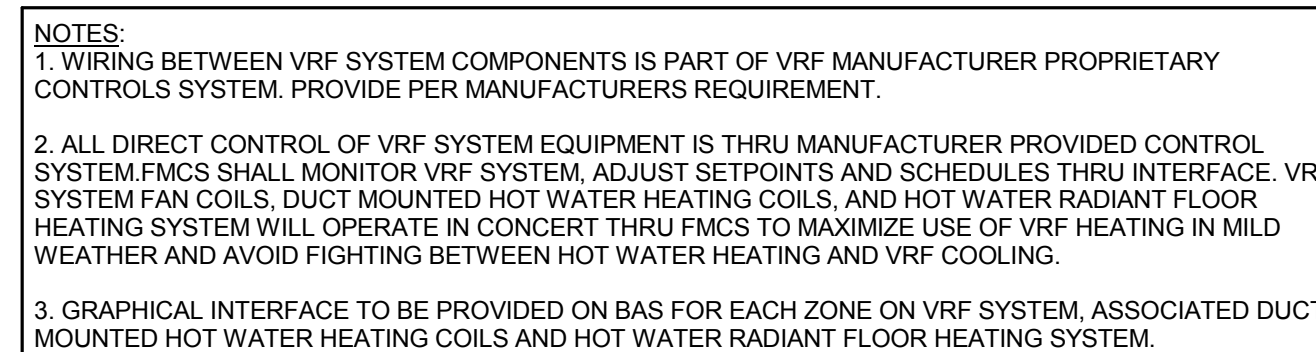 NOTES:
1. WIRING BETWEEN VRF SYSTEM COMPONENTS IS PART OF VRF MANUFACTURER PROPRIETARY
CONTROLS SYSTEM. PROVIDE PER MANUFACTURERS REQUIREMENT.
2. ALL DIRECT CONTROL OF VRF SYSTEM EQUIPMENT IS THRU MANUFACTURER PROVIDED CONTROL
SYSTEM.FMCS SHALL MONITOR VRF SYSTEM, ADJUST SETPOINTS AND SCHEDULES THRU INTERFACE. VR
SYSTEM FAN COILS, DUCT MOUNTED HOT WATER HEATING COILS, AND HOT WATER RADIANT FLOOR
HEATING SYSTEM WILL OPERATE IN CONCERT THRU FMCS TO MAXIMIZE USE OF VRF HEATING IN MILD
WEATHER AND AVOID FIGHTING BETWEEN HOT WATER HEATING AND VRF COOLING.
3. GRAPHICAL INTERFACE TO BE PROVIDED ON BAS FOR EACH ZONE ON VRF SYSTEM, ASSOCIATED DUCT
MOUNTED HOT WATER HEATING COILS AND HOT WATER RADIANT FLOOR HEATING SYSTEM.